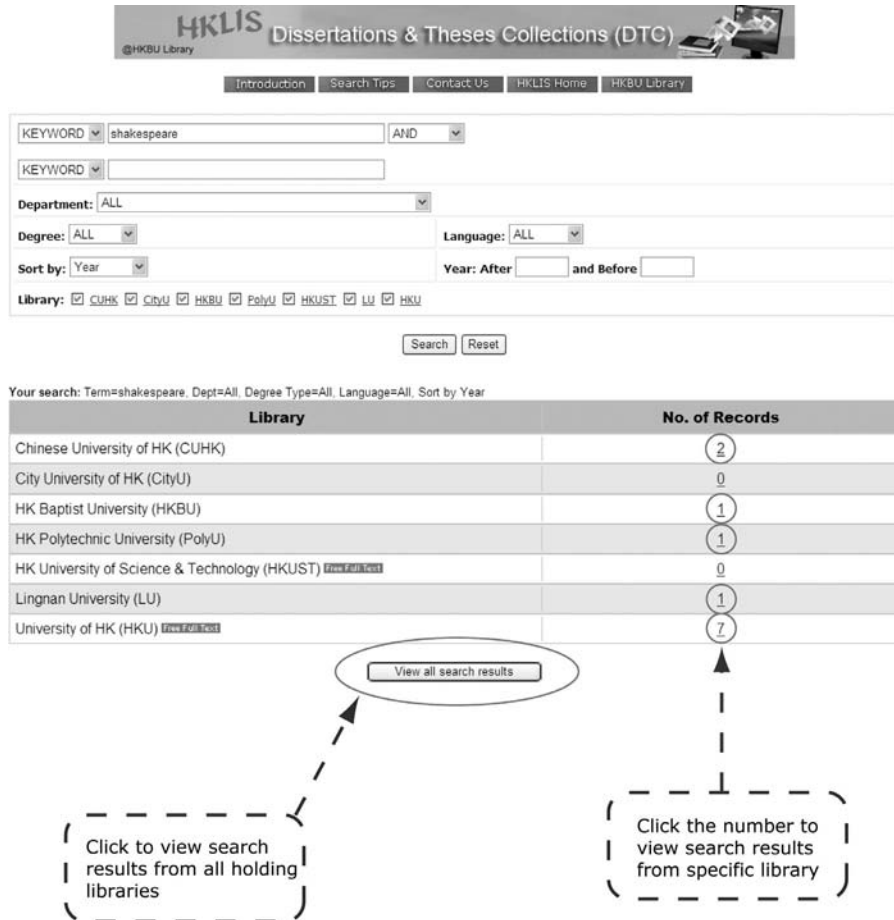 HKLIS
@HKBU Library
Dissertations & Theses Collections (DTC)
Introduction Search Tips Contact Us HKLIS Home HKBU Library
KEYWORD shakespeare AND
KEYWORD
Department: ALL
Degree: ALL Language: ALL
Sort by: Year Year: After and Before
Library: CUHK CityU HKBU PolyU HKUST LU HKU
Search Reset
Your search: Term=shakespeare, Dept=All, Degree Type=All, Language=All, Sort by Year
Library No. of Records
Chinese University of HK (CUHK) 2
City University of HK (CityU) 0
HK Baptist University (HKBU) 1
HK Polytechnic University (PolyU) 1
HK University of Science & Technology (HKUST) Free Full Text 0
Lingnan University (LU) 1
University of HK (HKU) Free Full Text 7
View all search results
Click to view search
results from all holding
libraries
Click the number to
view search results
from specific library